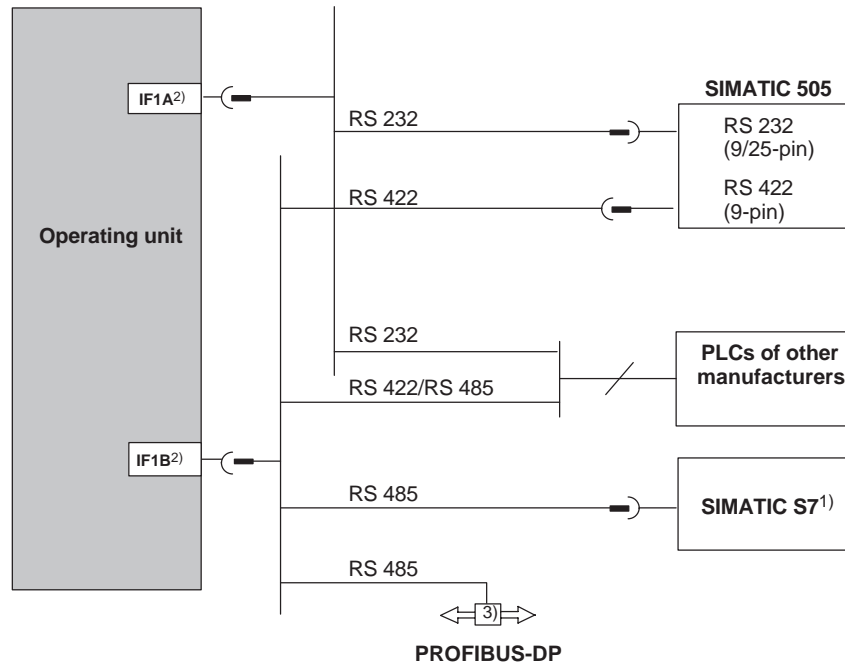 IF1A2)
SIMATIC 505
RS 232
RS 232
(9/25-pin)
RS 422
RS 422
(9-pin)
Operating unit
RS 232
PLCs of other
manufacturers
RS 422/RS 485
IF1B2)
RS 485
SIMATIC S71)
RS 485
3)
PROFIBUS-DP